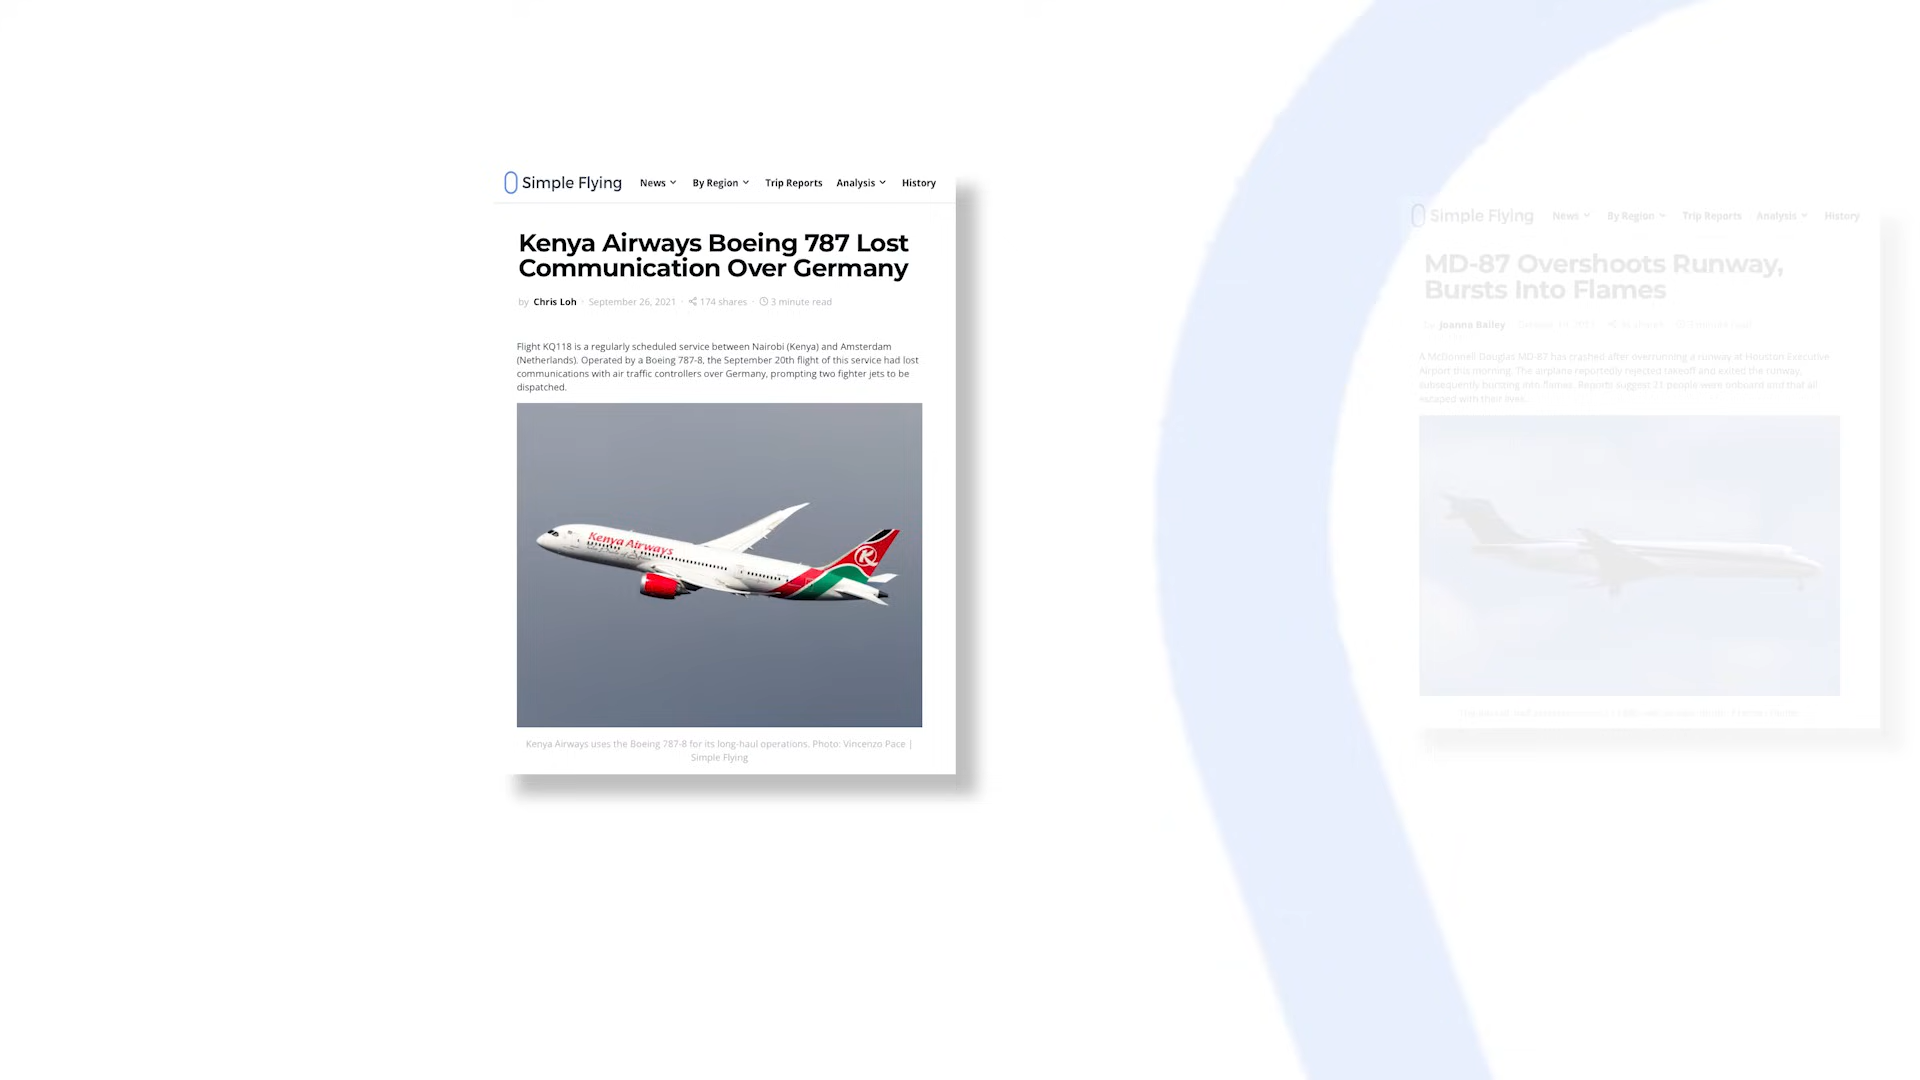 Simple Flying News By Region Trip Reports Analysis History
Kenya Airways Boeing 787 Lost
Communication Over Germany
by Chris Loh · September 26, 2021 · 174 shares · 3 minute read
Flight KQ118 is a regularly scheduled service between Nairobi (Kenya) and Amsterdam
(Netherlands). Operated by a Boeing 787-8, the September 20th flight of this service had lost
communications with air traffic controllers over Germany, prompting two fighter jets to be
dispatched.
Kenya Airways
K
Kenya Airways uses the Boeing 787-8 for its long-haul operations. Photo: Vincenzo Pace |
Simple Flying
Simple Flying News By Region Trip Reports Analysis History
MD-87 Overshoots Runway,
Bursts Into Flames
by Joanna Bailey
A McDonnell Douglas MD-87 has crashed after overrunning a runway at Houston Executive
Airport this morning. The airplane reportedly rejected takeoff and exited the runway,
subsequently bursting into flames. Reports suggest 21 people were onboard and that all
escaped with their lives.